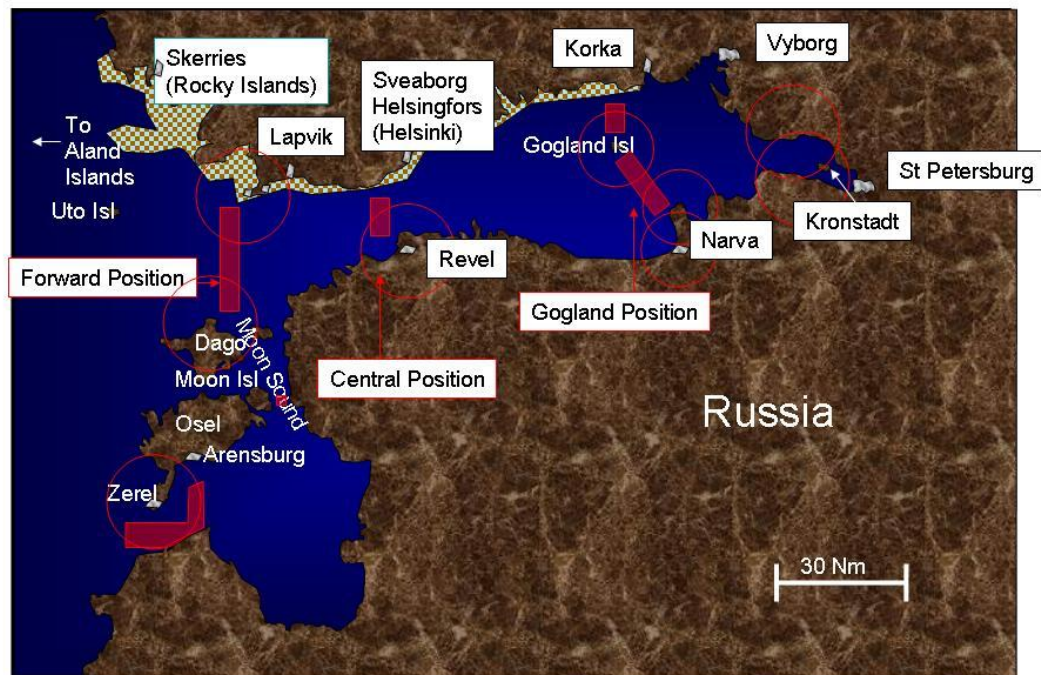 Skerries
(Rocky Islands)
Korka
Vyborg
Sveaborg
Helsingfors
(Helsinki)
To
Aland
Islands
Lapvik
Gogland Isl
St Petersburg
Uto Isl
Kronstadt
Narva
Revel
Forward Position
Gogland Position
Dago
Moon Sound
Moon Isl
Central Position
Russia
Osel
Arensburg
Zerel
30 Nm